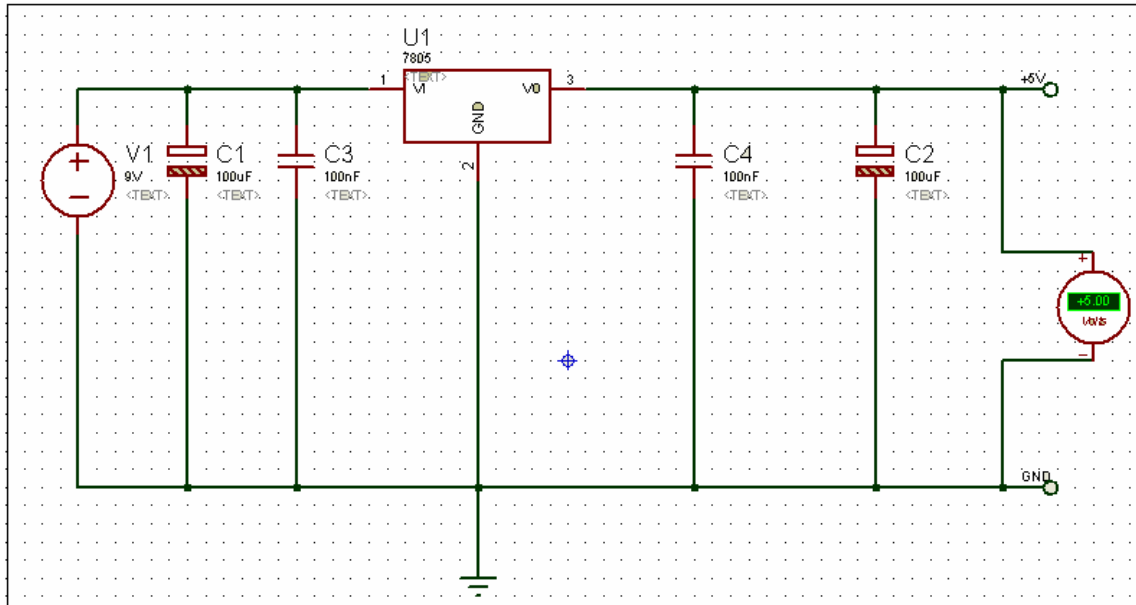 U1
7805
<TEXT>
1
VI
VO
3
GND
2
+5V
V1
9V
<TEXT>
C1
100uF
<TEXT>
C3
100nF
<TEXT>
C4
100nF
<TEXT>
C2
100uF
<TEXT>
+
-
+
+5.00
Volts
-
GND